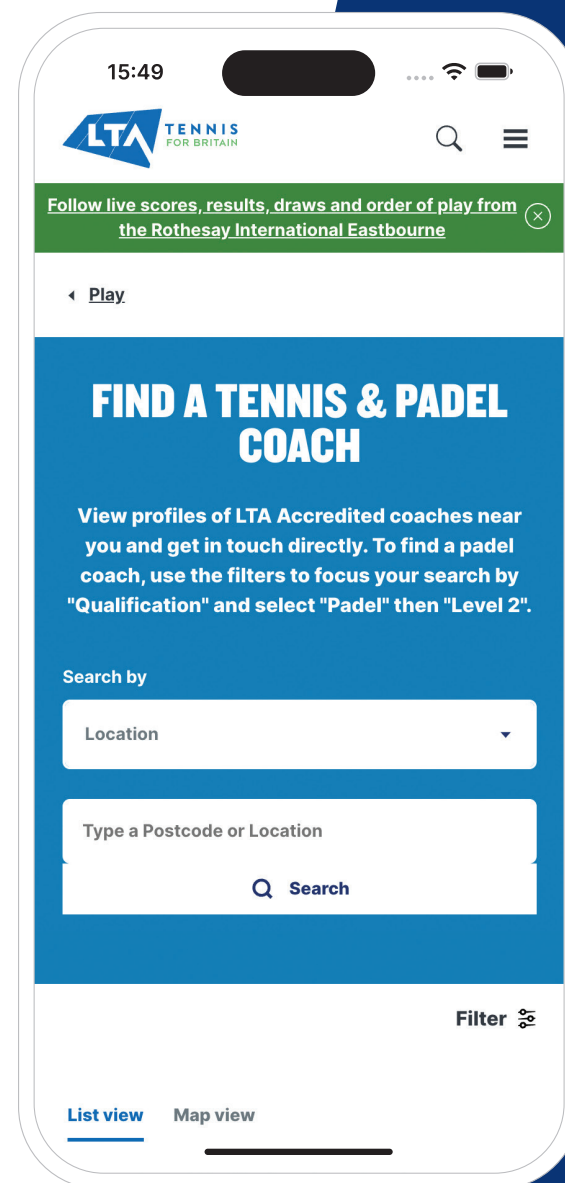 15:49
LTA TENNIS
FOR BRITAIN
Follow live scores, results, draws and order of play from
the Rothesay International Eastbourne
Play
FIND A TENNIS & PADEL
COACH
View profiles of LTA Accredited coaches near
you and get in touch directly. To find a padel
coach, use the filters to focus your search by
"Qualification" and select "Padel" then "Level 2".
Search by
Location
Type a Postcode or Location
Search
Filter
List view Map view